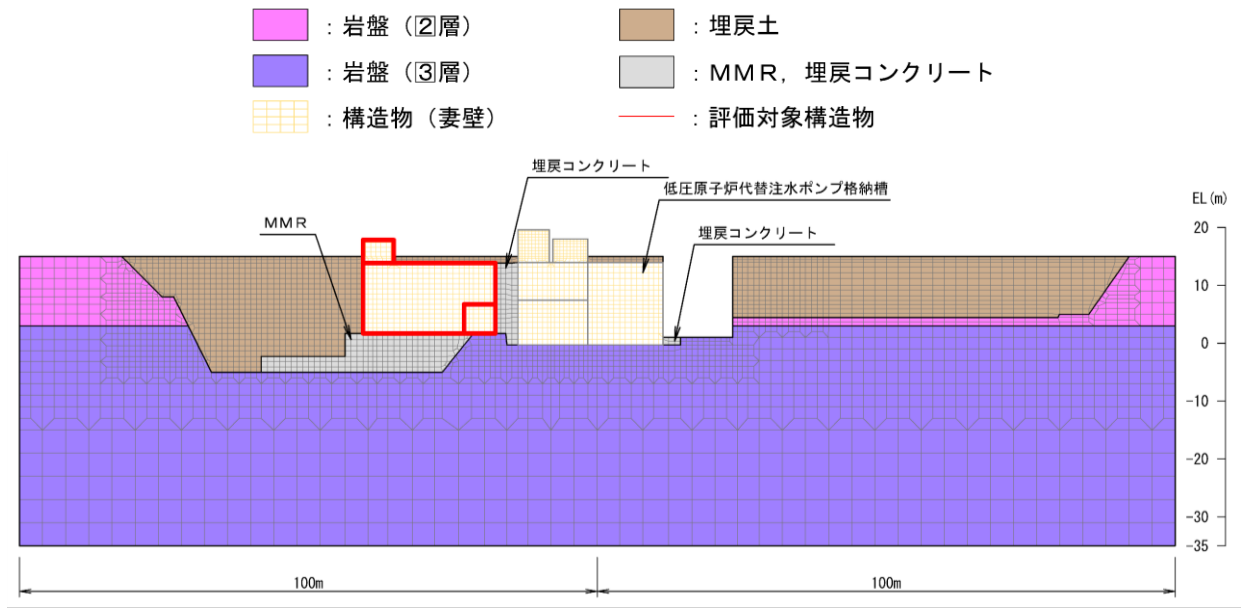 ：岩盤（２層）
：埋戻土
：岩盤（３層）
：ＭＭＲ，埋戻コンクリート
：構造物（妻壁）
：評価対象構造物
埋戻コンクリート
低圧原子炉代替注水ポンプ格納槽
EL(m)
MMR
埋戻コンクリート
20
10
0
-10
-20
-30
-35
100m
100m